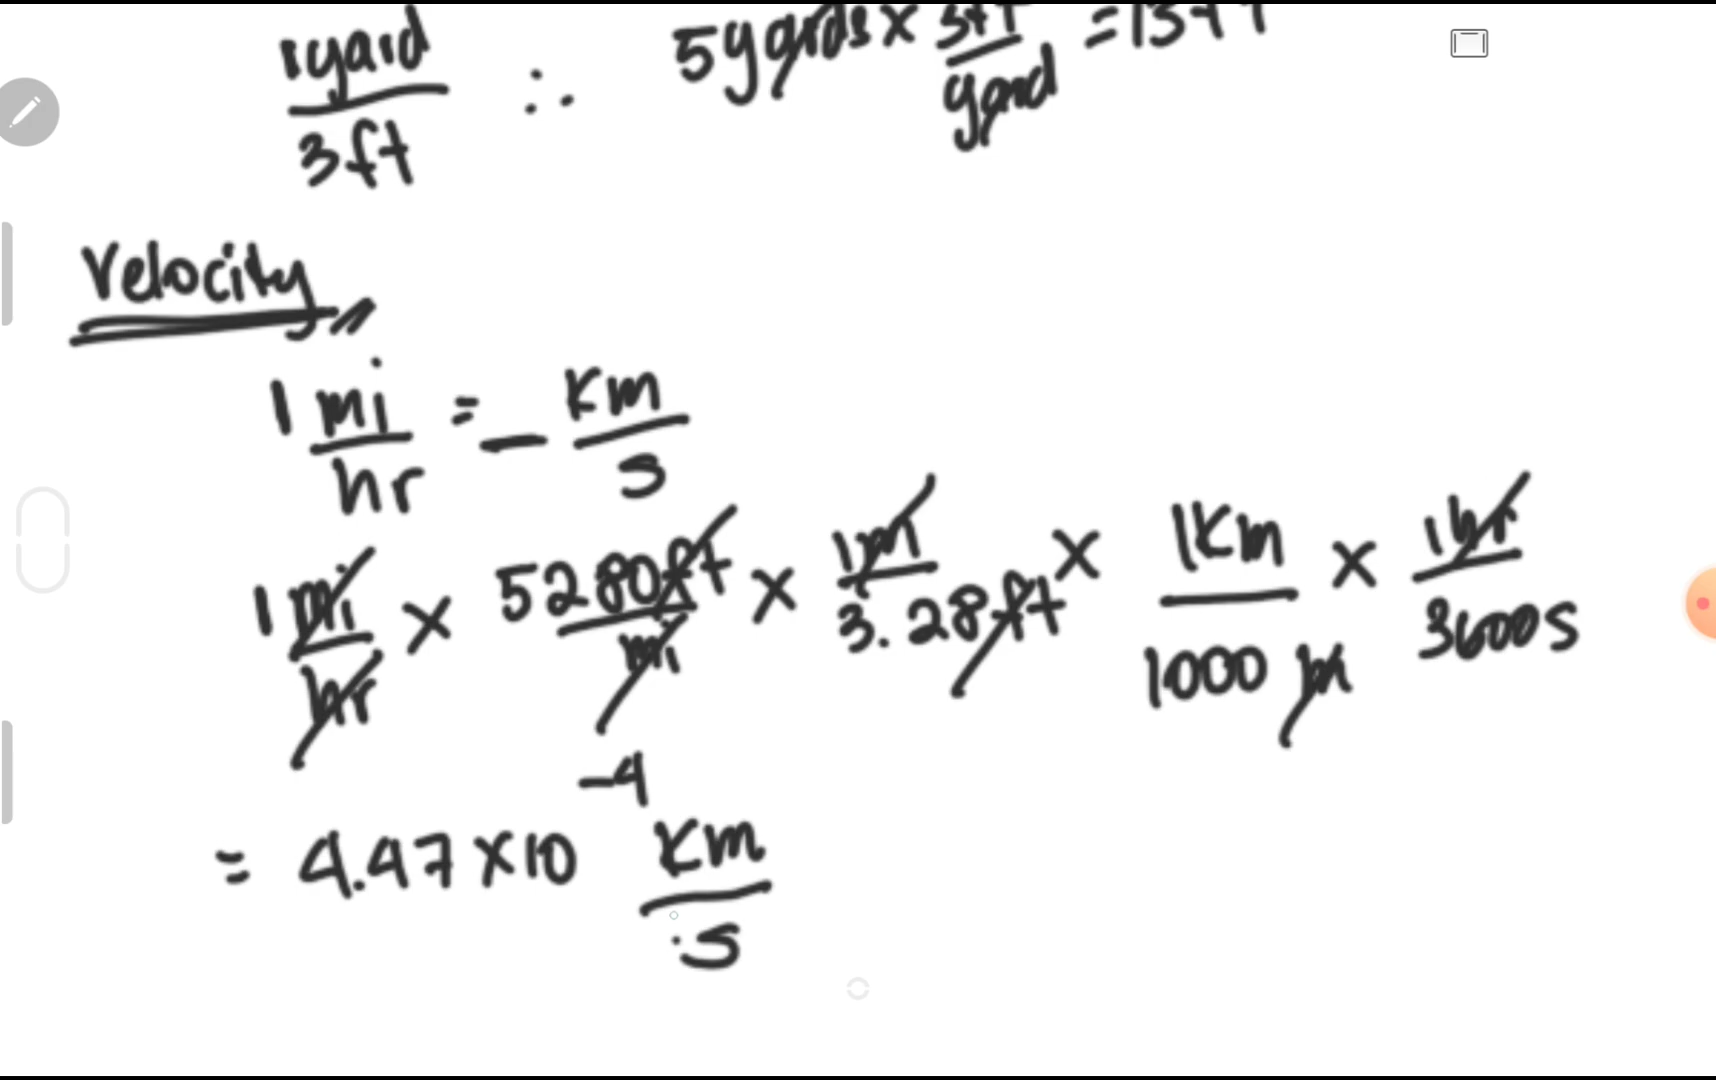 1yard/3ft ∴ 5yards × 3ft/yard = 15ft
Velocity
1 mi/hr = _ km/s
1 mi/hr × 5280ft/mi × 1m/3.28ft × 1km/1000m × 1hr/3600s
= 4.47 × 10^-4 km/s